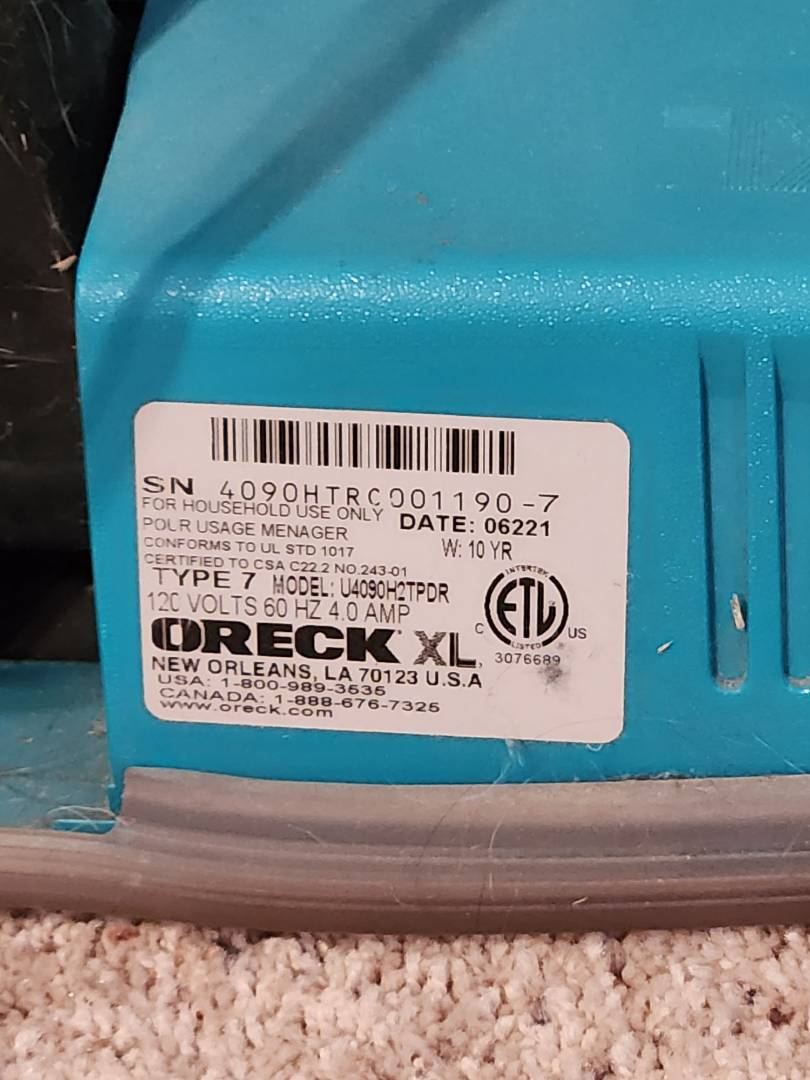 SN 4090HTRC001190-7
FOR HOUSEHOLD USE ONLY
DATE: 06221
POUR USAGE MENAGER
W: 10 YR
CONFORMS TO UL STD 1017
CERTIFIED TO CSA C22.2 NO.243-01
TYPE 7 MODEL: U4090H2TPDR
120 VOLTS 60 HZ 4.0 AMP
INTERTEK
ETL
C US
LISTED
3076689
ORECK XL
NEW ORLEANS, LA 70123 U.S.A
USA: 1-800-989-3535
CANADA: 1-888-676-7325
www.oreck.com